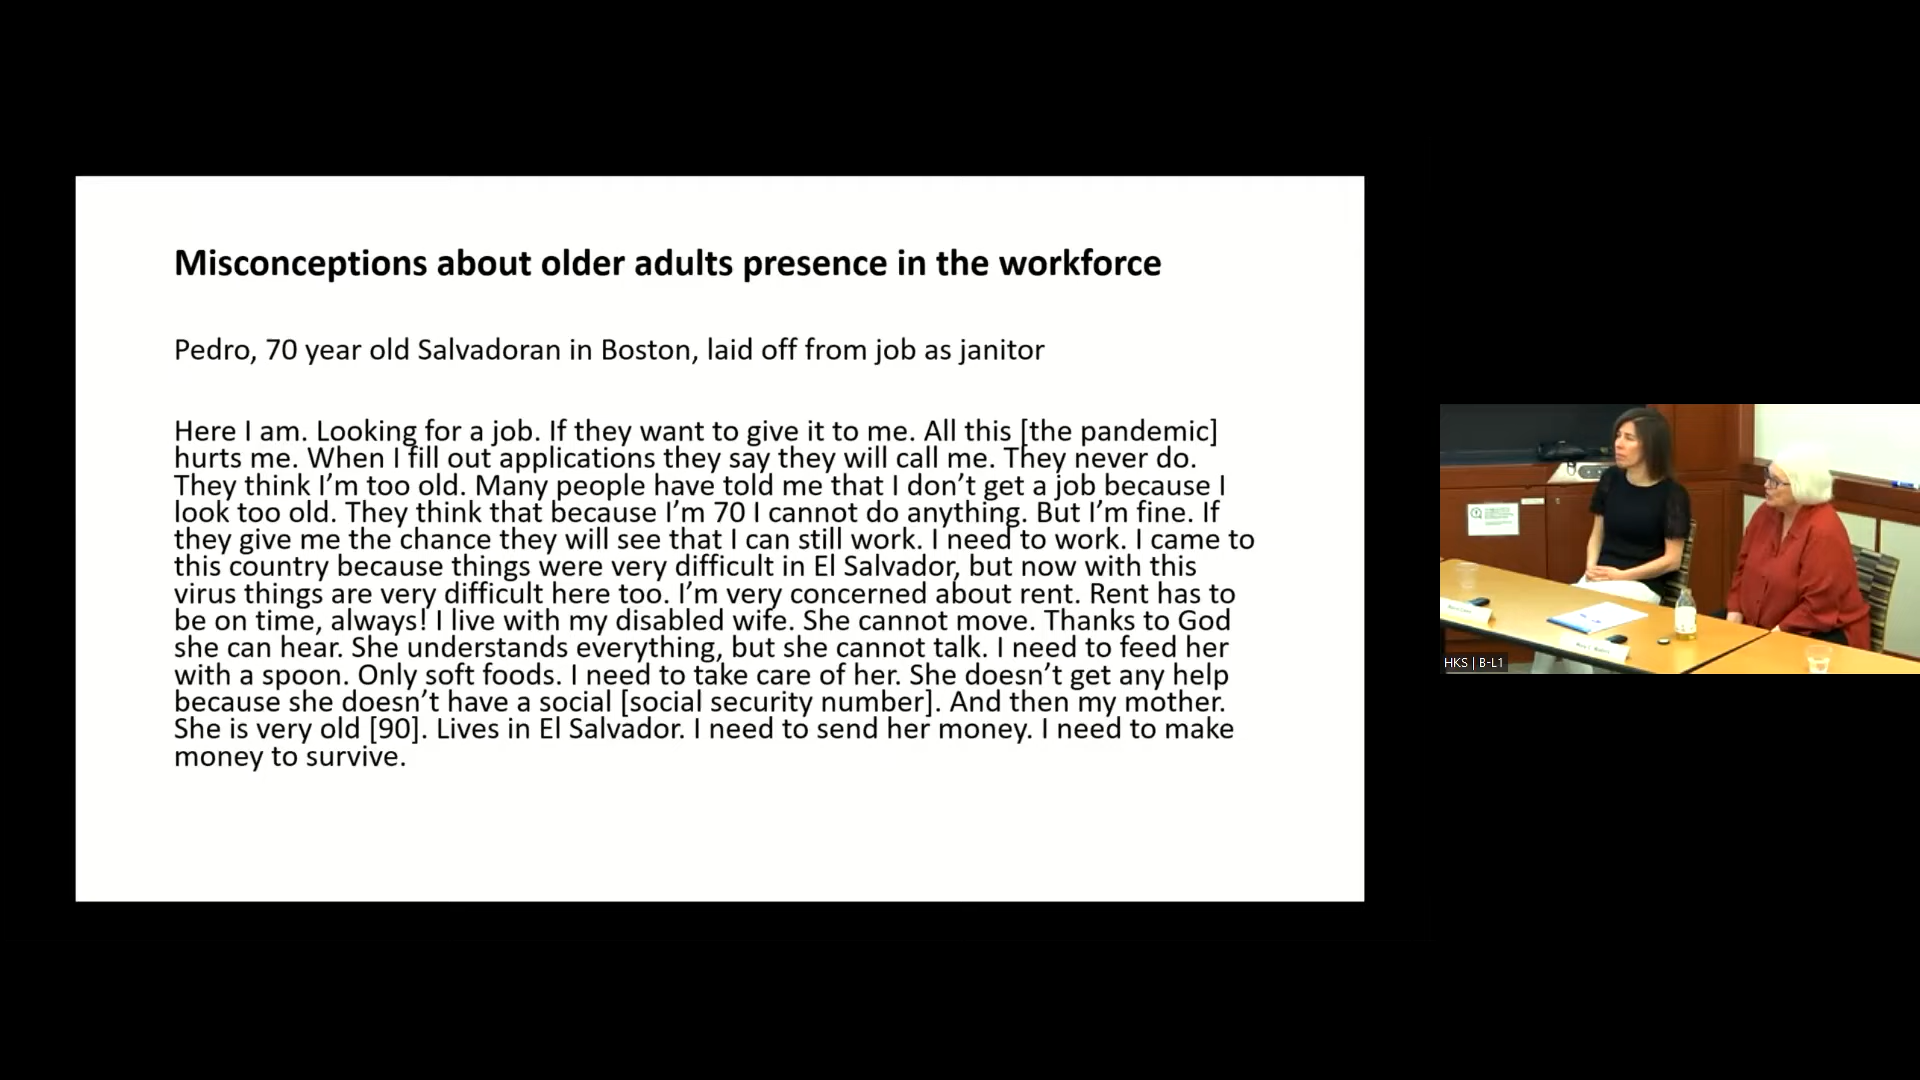 Misconceptions about older adults presence in the workforce
Pedro, 70 year old Salvadoran in Boston, laid off from job as janitor
Here I am. Looking for a job. If they want to give it to me. All this [the pandemic]
hurts me. When I fill out applications they say they will call me. They never do.
They think I’m too old. Many people have told me that I don’t get a job because I
look too old. They think that because I’m 70 I cannot do anything. But I’m fine. If
they give me the chance they will see that I can still work. I need to work. I came to
this country because things were very difficult in El Salvador, but now with this
virus things are very difficult here too. I’m very concerned about rent. Rent has to
be on time, always! I live with my disabled wife. She cannot move. Thanks to God
she can hear. She understands everything, but she cannot talk. I need to feed her
with a spoon. Only soft foods. I need to take care of her. She doesn’t get any help
because she doesn’t have a social [social security number]. And then my mother.
She is very old [90]. Lives in El Salvador. I need to send her money. I need to make
money to survive.
HKS | B-L1